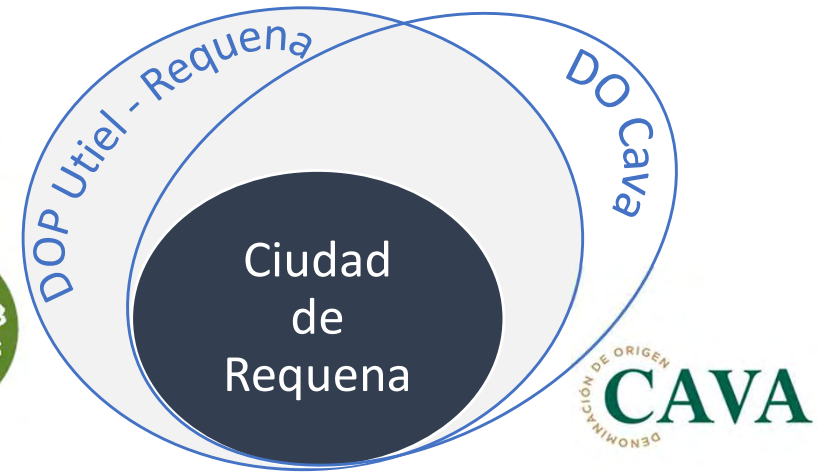 DOP Utiel - Requena
DO Cava
Ciudad
de
Requena
DENOMINACIÓN DE ORIGEN
CAVA